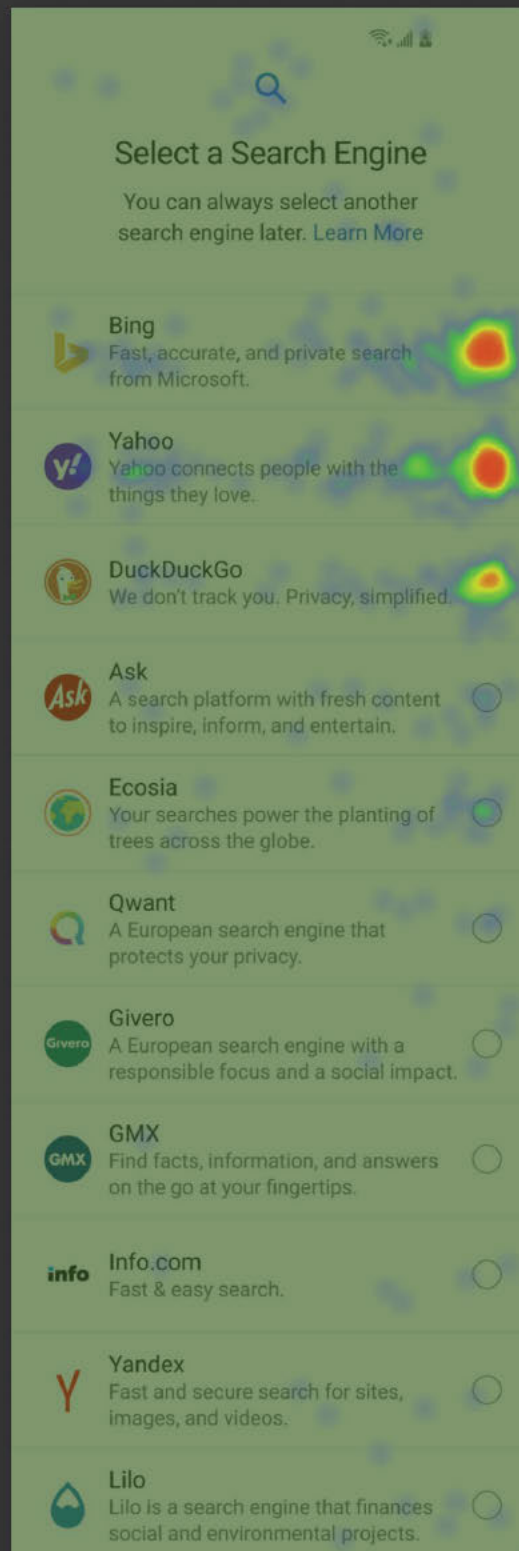 Select a Search Engine
You can always select another
search engine later. Learn More
Bing
Fast, accurate, and private search
from Microsoft.
y!
Yahoo
Yahoo connects people with the
things they love.
DuckDuckGo
We don't track you. Privacy, simplified.
Ask
Ask
A search platform with fresh content
to inspire, inform, and entertain.
Ecosia
Your searches power the planting of
trees across the globe.
Qwant
A European search engine that
protects your privacy.
Givero
Givero
A European search engine with a
responsible focus and a social impact.
GMX
GMX
Find facts, information, and answers
on the go at your fingertips.
info
Info.com
Fast & easy search.
Yandex
Fast and secure search for sites,
images, and videos.
Lilo
Lilo is a search engine that finances
social and environmental projects.